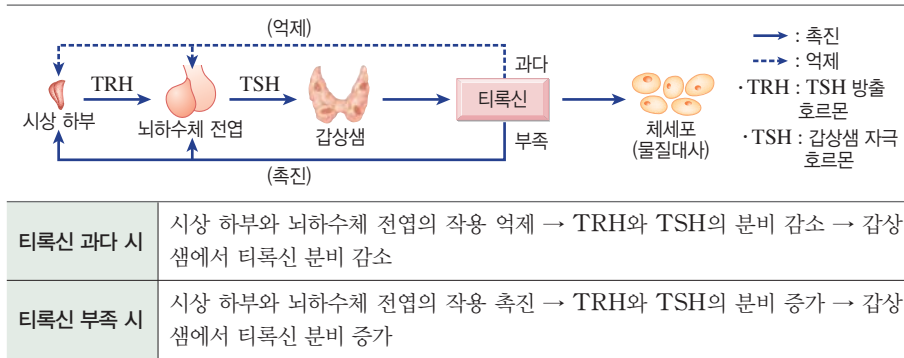 (억제)
과다
TRH
TSH
티록신
시상 하부
뇌하수체 전엽
갑상샘
부족
체세포
(물질대사)
(촉진)
: 촉진
: 억제
·TRH : TSH 방출
호르몬
·TSH : 갑상샘 자극
호르몬
티록신 과다 시
시상 하부와 뇌하수체 전엽의 작용 억제 → TRH와 TSH의 분비 감소 → 갑상
샘에서 티록신 분비 감소
티록신 부족 시
시상 하부와 뇌하수체 전엽의 작용 촉진 → TRH와 TSH의 분비 증가 → 갑상
샘에서 티록신 분비 증가